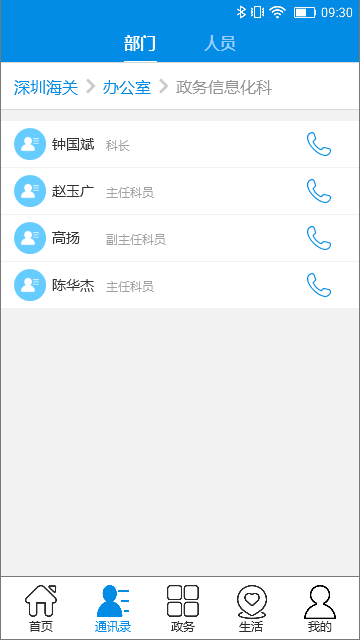 09:30
部门 人员
深圳海关 办公室 政务信息化科
钟国斌 科长
赵玉广 主任科员
高扬 副主任科员
陈华杰 主任科员
首页 通讯录 政务 生活 我的